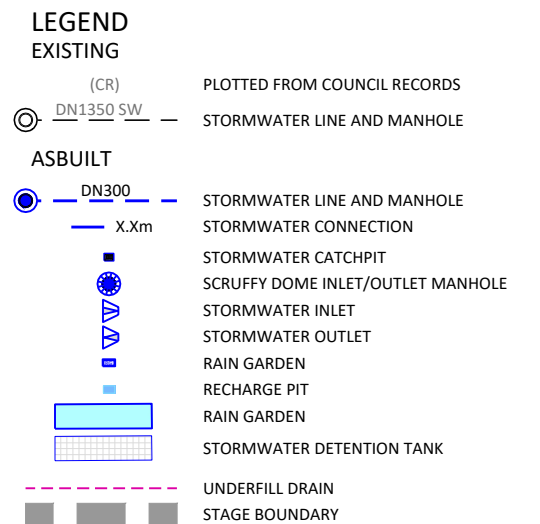 LEGEND
EXISTING
(CR) PLOTTED FROM COUNCIL RECORDS
DN1350 SW STORMWATER LINE AND MANHOLE
ASBUILT
DN300 STORMWATER LINE AND MANHOLE
X.Xm STORMWATER CONNECTION
STORMWATER CATCHPIT
SCRUFFY DOME INLET/OUTLET MANHOLE
STORMWATER INLET
STORMWATER OUTLET
RAIN GARDEN
RECHARGE PIT
RAIN GARDEN
STORMWATER DETENTION TANK
UNDERFILL DRAIN
STAGE BOUNDARY